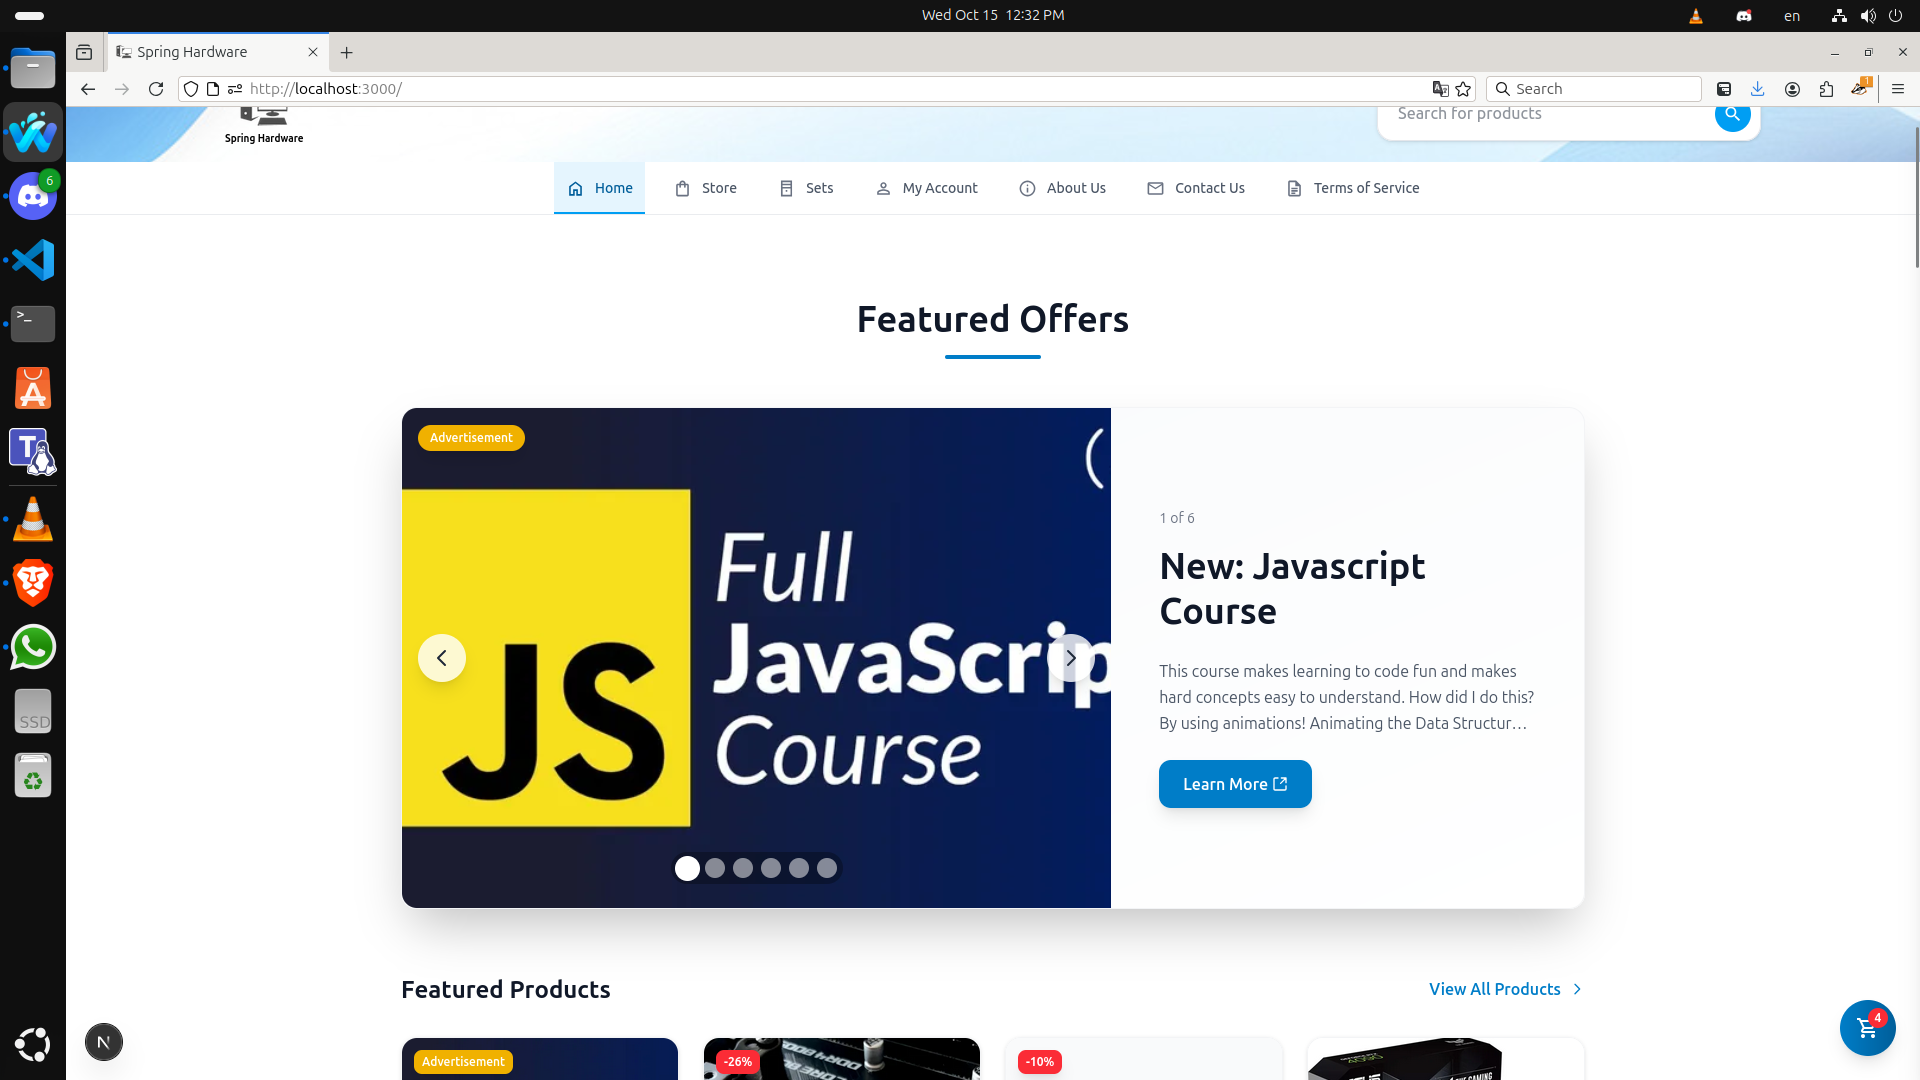 Wed Oct 15 12:32 PM
en
Spring Hardware
http://localhost:3000/
Search
1
6
>_
SSD
Spring Hardware
Search for products
Home
Store
Sets
My Account
About Us
Contact Us
Terms of Service
Featured Offers
Advertisement
JS
Full
JavaScrip
Course
1 of 6
New: Javascript
Course
This course makes learning to code fun and makes
hard concepts easy to understand. How did I do this?
By using animations! Animating the Data Structur…
Learn More
Featured Products
View All Products
Advertisement
-26%
-10%
4
N